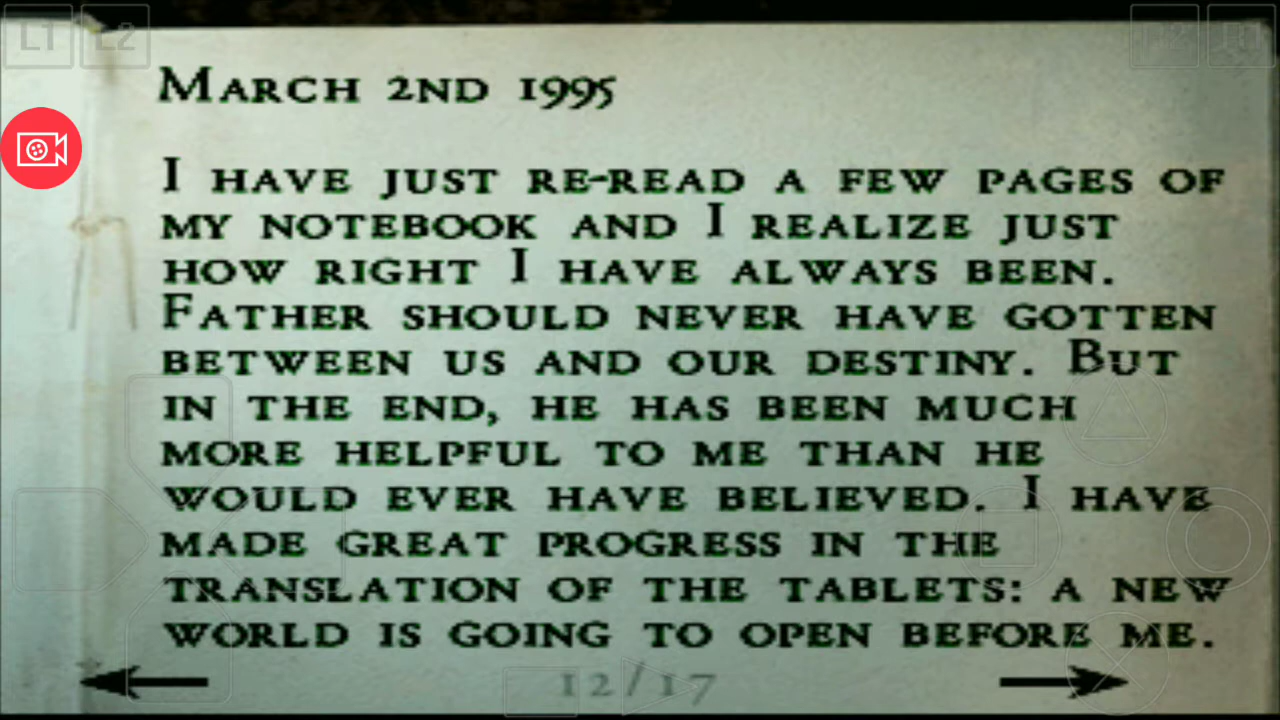 L1 L2
March 2nd 1995
I have just re-read a few pages of
my notebook and I realize just
how right I have always been.
Father should never have gotten
between us and our destiny. But
in the end, he has been much
more helpful to me than he
would ever have believed. I have
made great progress in the
translation of the tablets: a new
world is going to open before me.
12/17